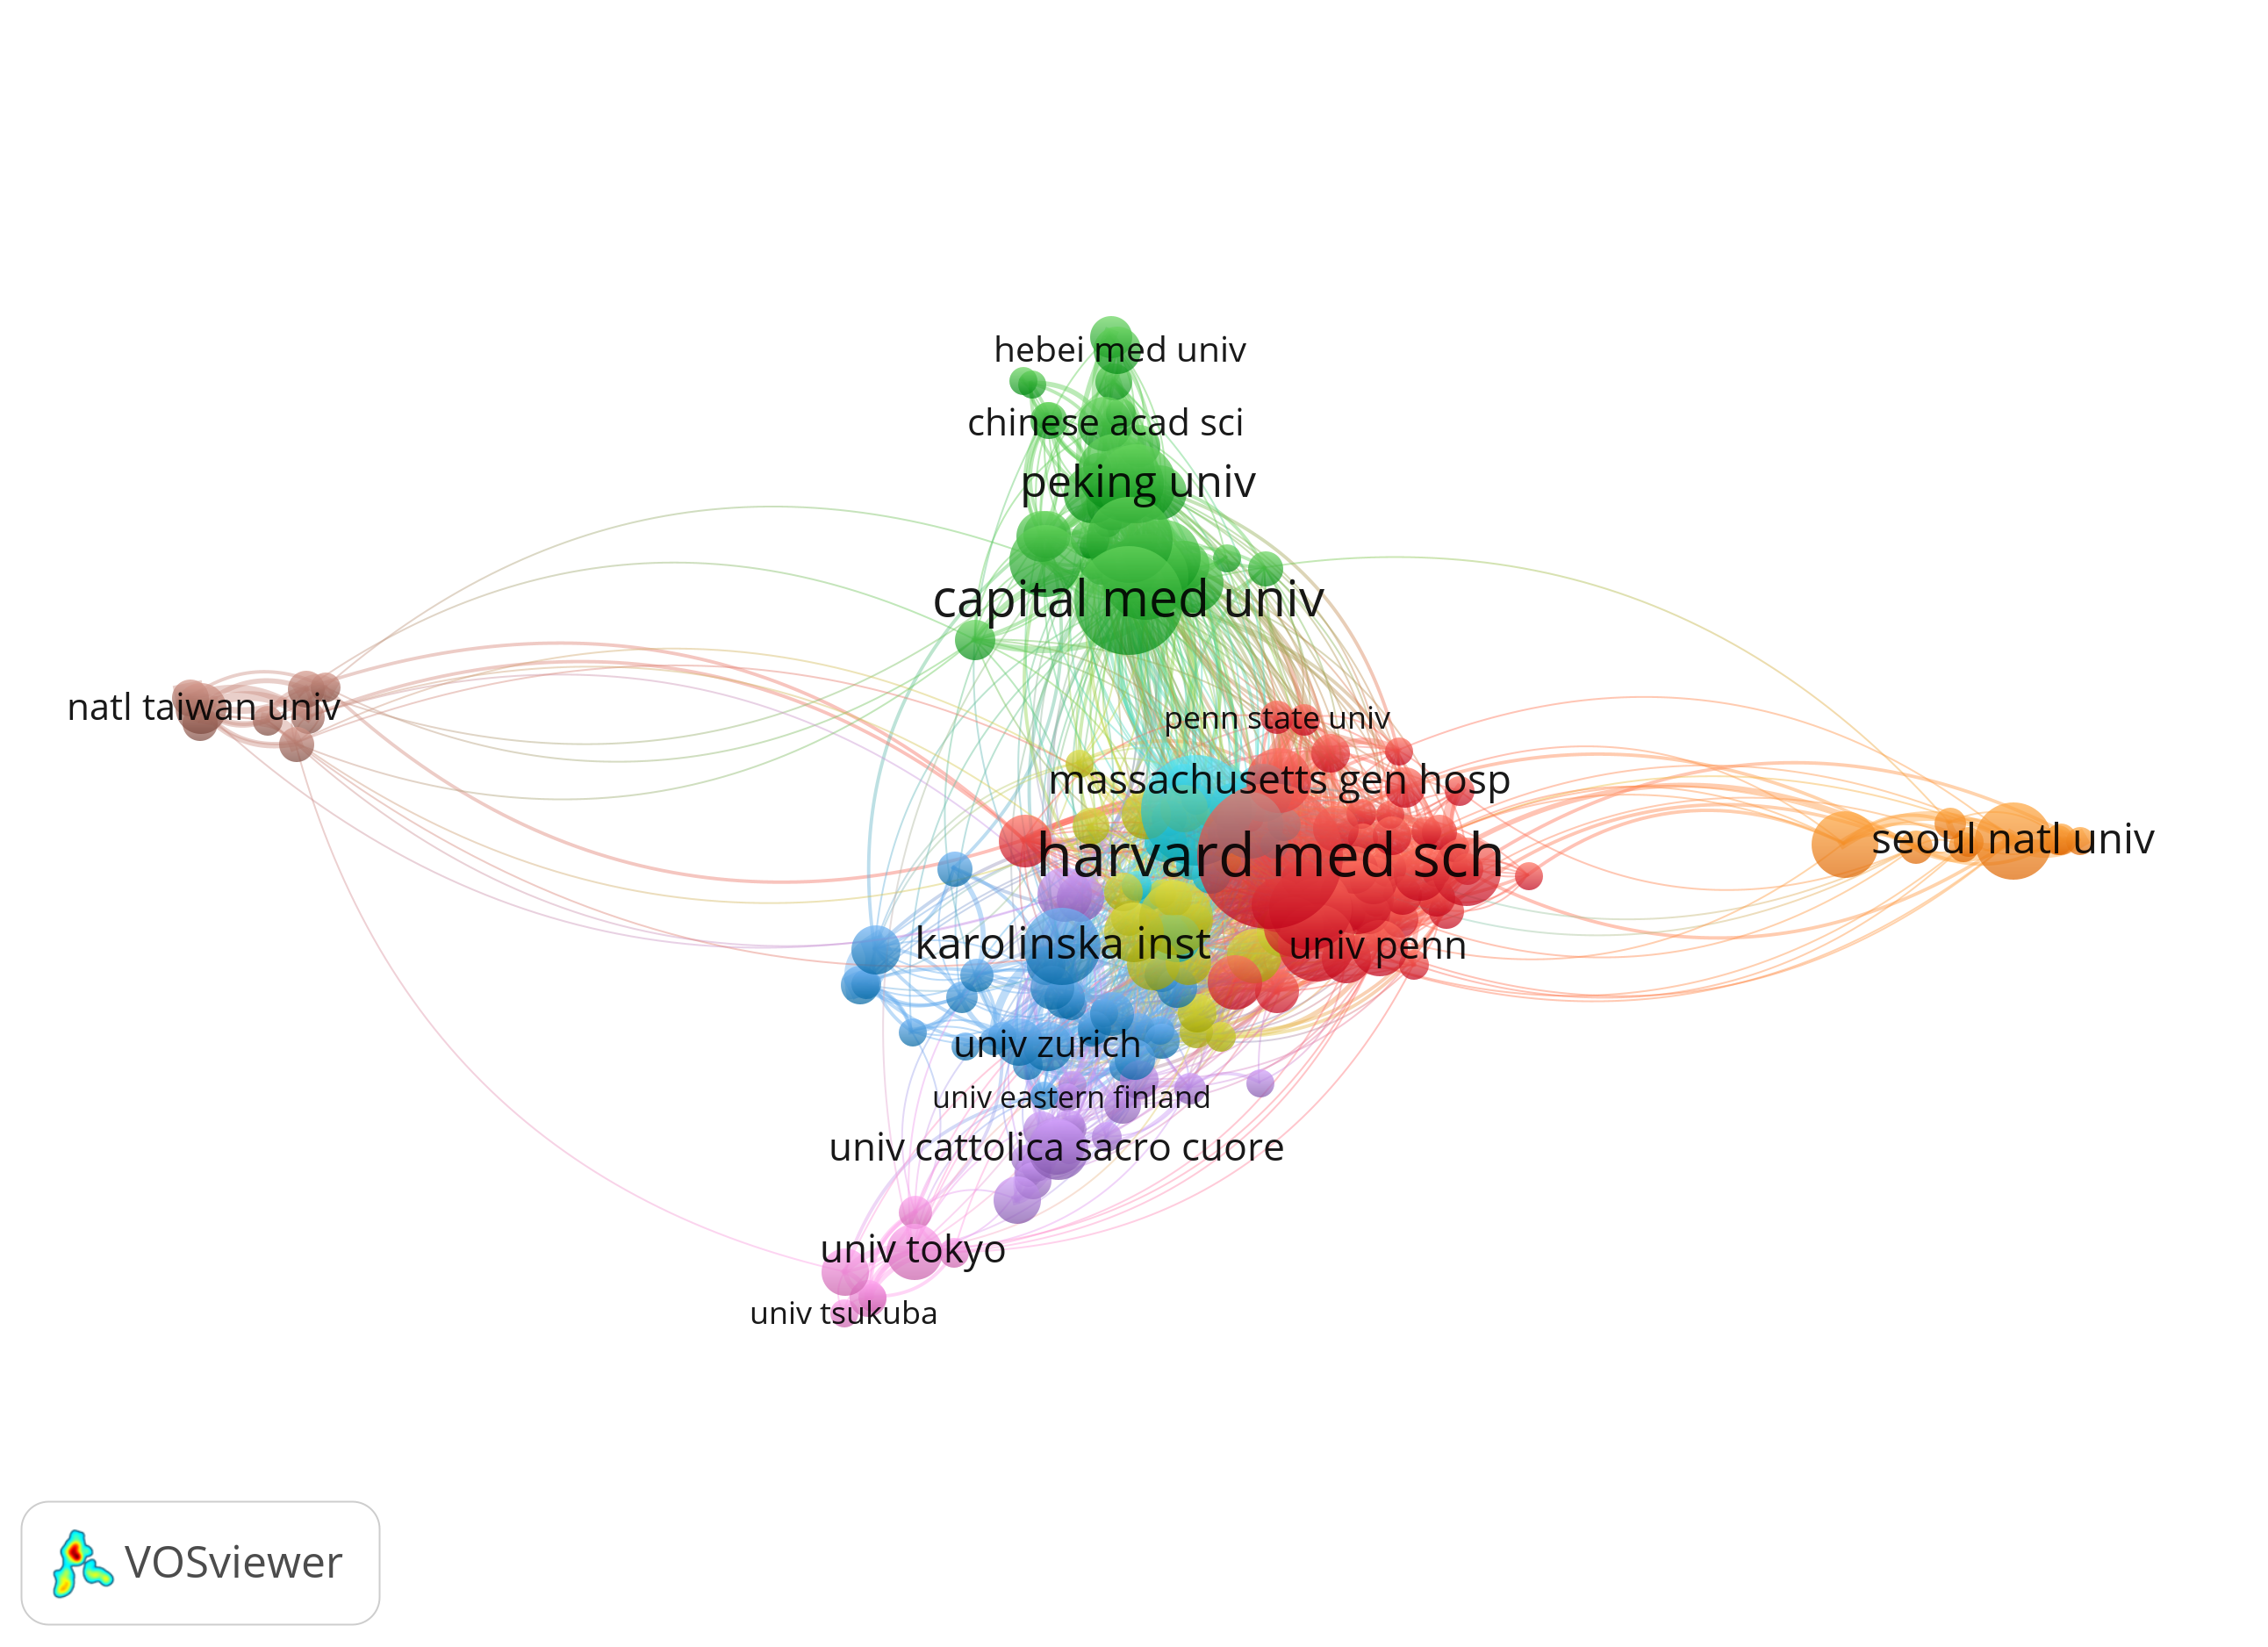 hebei med univ
chinese acad sci
peking univ
capital med univ
natl taiwan univ
penn state univ
massachusetts gen hosp
seoul natl univ
harvard med sch
karolinska inst
univ penn
univ zurich
univ eastern finland
univ cattolica sacro cuore
univ tokyo
univ tsukuba
VOSviewer